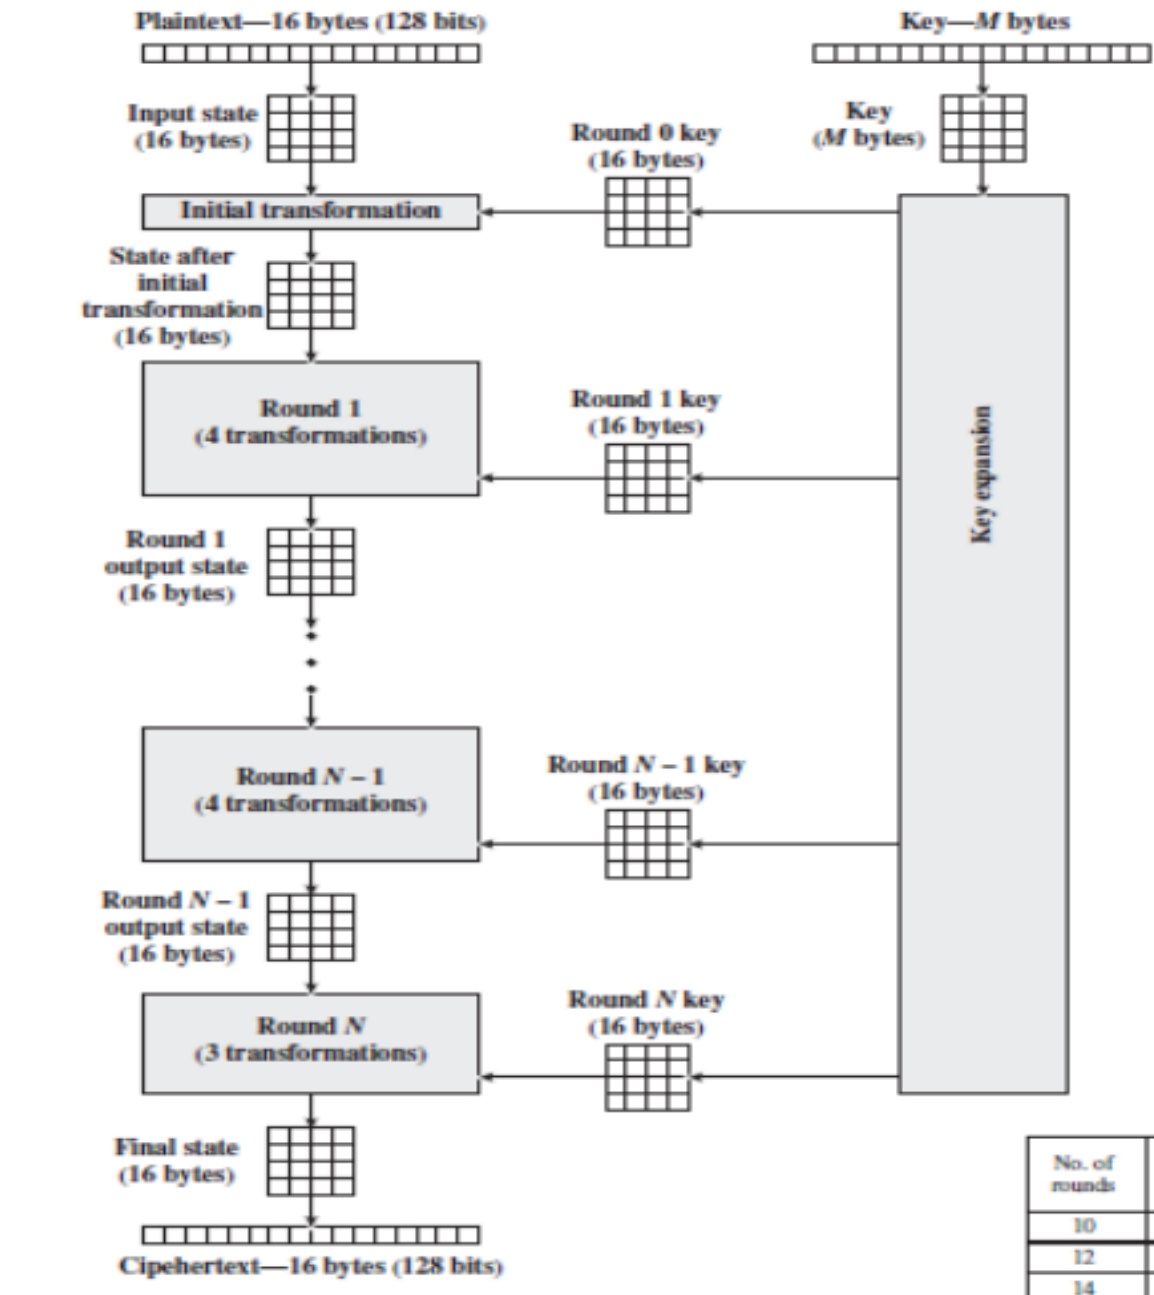 Plaintext—16 bytes (128 bits)
Key—M bytes
Input state
(16 bytes)
Key
(M bytes)
Round 0 key
(16 bytes)
Initial transformation
State after
initial
transformation
(16 bytes)
Round 1
(4 transformations)
Round 1 key
(16 bytes)
Key expansion
Round 1
output state
(16 bytes)
Round N – 1
(4 transformations)
Round N – 1 key
(16 bytes)
Round N – 1
output state
(16 bytes)
Round N
(3 transformations)
Round N key
(16 bytes)
Final state
(16 bytes)
Cipehertext—16 bytes (128 bits)
No. of
rounds
10
12
14